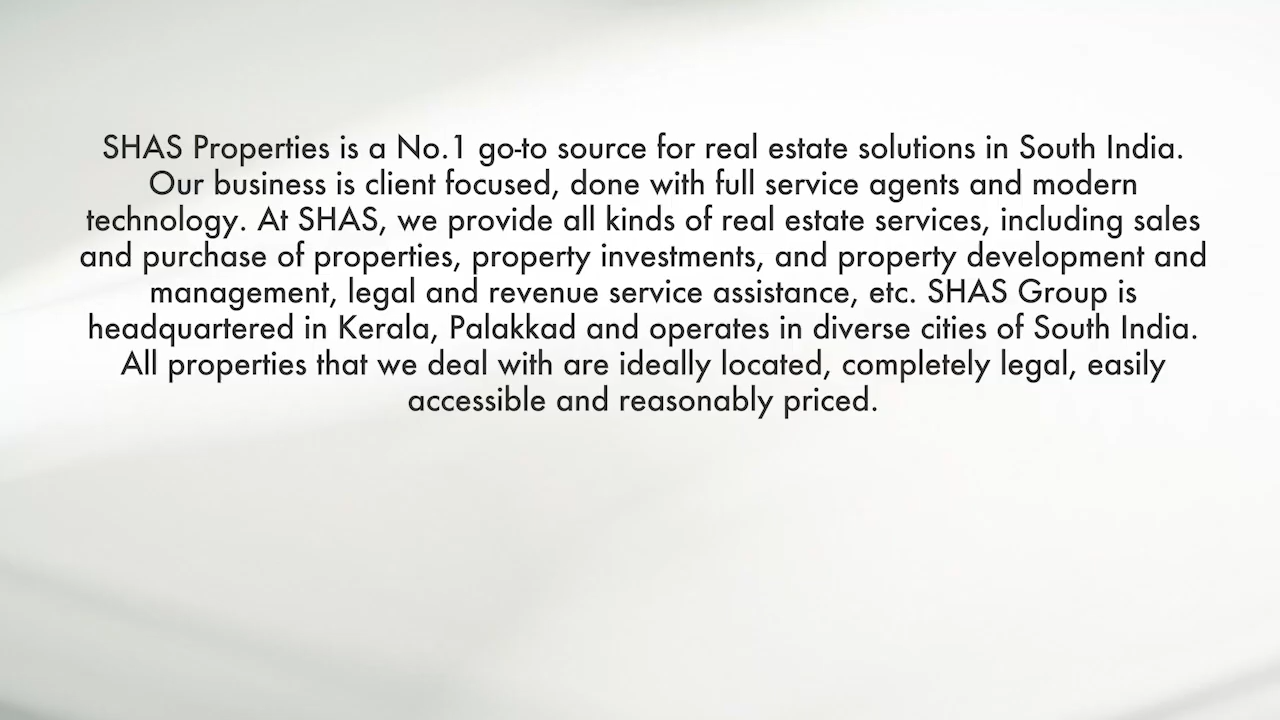 SHAS Properties is a No.1 go-to source for real estate solutions in South India.
Our business is client focused, done with full service agents and modern
technology. At SHAS, we provide all kinds of real estate services, including sales
and purchase of properties, property investments, and property development and
management, legal and revenue service assistance, etc. SHAS Group is
headquartered in Kerala, Palakkad and operates in diverse cities of South India.
All properties that we deal with are ideally located, completely legal, easily
accessible and reasonably priced.